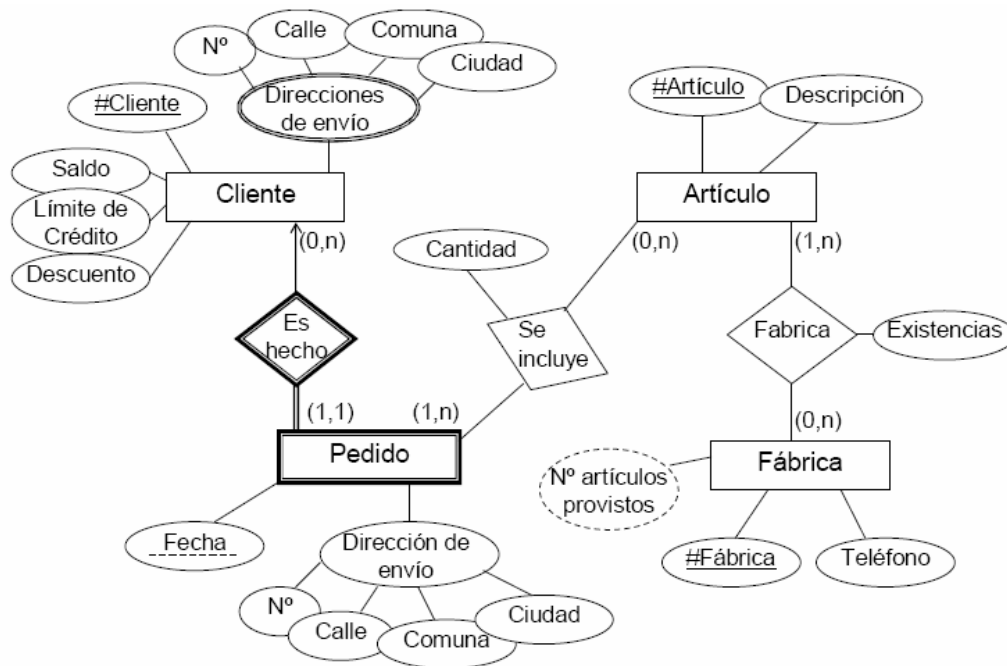 Nº
Calle
Comuna
Ciudad
Direcciones
de envío
#Cliente
Saldo
Límite de
Crédito
Descuento
Cliente
(0,n)
#Artículo
Descripción
Artículo
(0,n)
(1,n)
Cantidad
Es
hecho
Se
incluye
Fabrica
Existencias
(1,1)
(1,n)
(0,n)
Pedido
Fábrica
Nº artículos
provistos
Fecha
Dirección de
envío
Nº
Calle
Comuna
Ciudad
#Fábrica
Teléfono